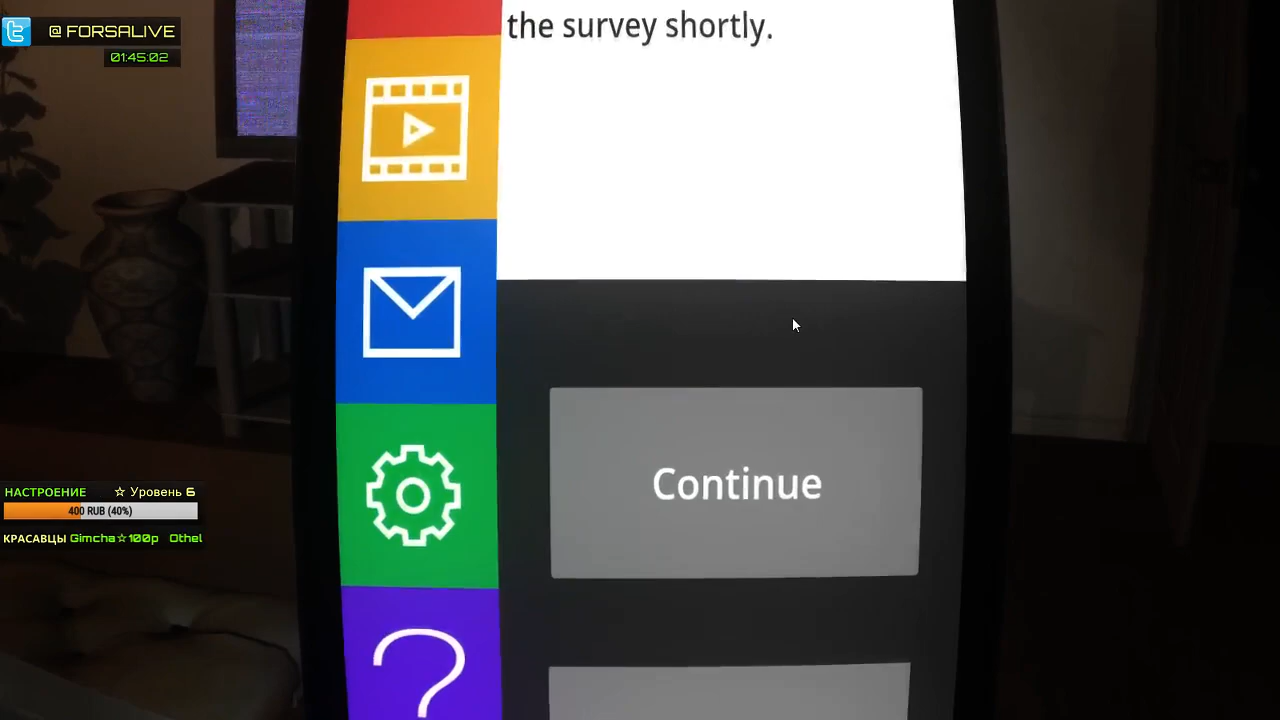 @ FORSALIVE
01:45:02
the survey shortly.
Continue
НАСТРОЕНИЕ ☆ Уровень 6
400 RUB (40%)
КРАСАВЦЫ Gimcha☆100р Othel